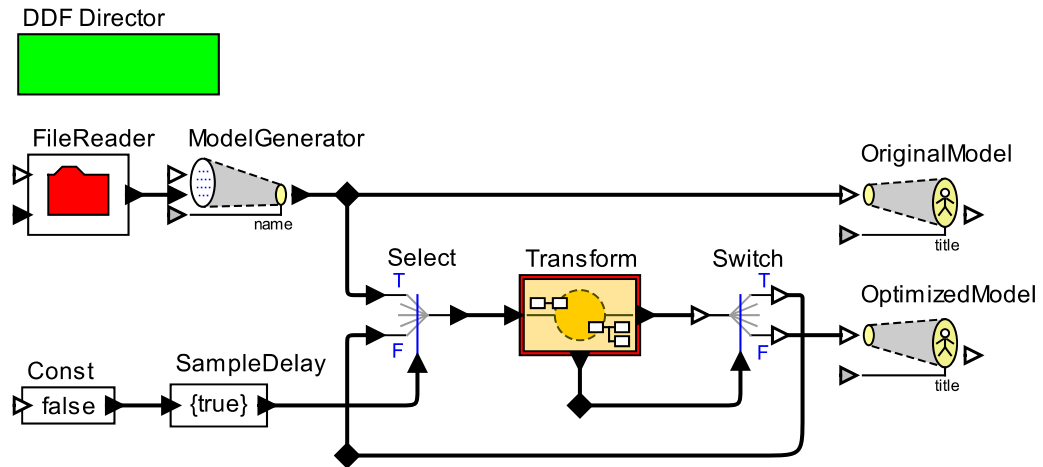 DDF Director
FileReader
ModelGenerator
name
OriginalModel
title
Select
T
F
Transform
Switch
T
F
OptimizedModel
title
Const
false
SampleDelay
{true}